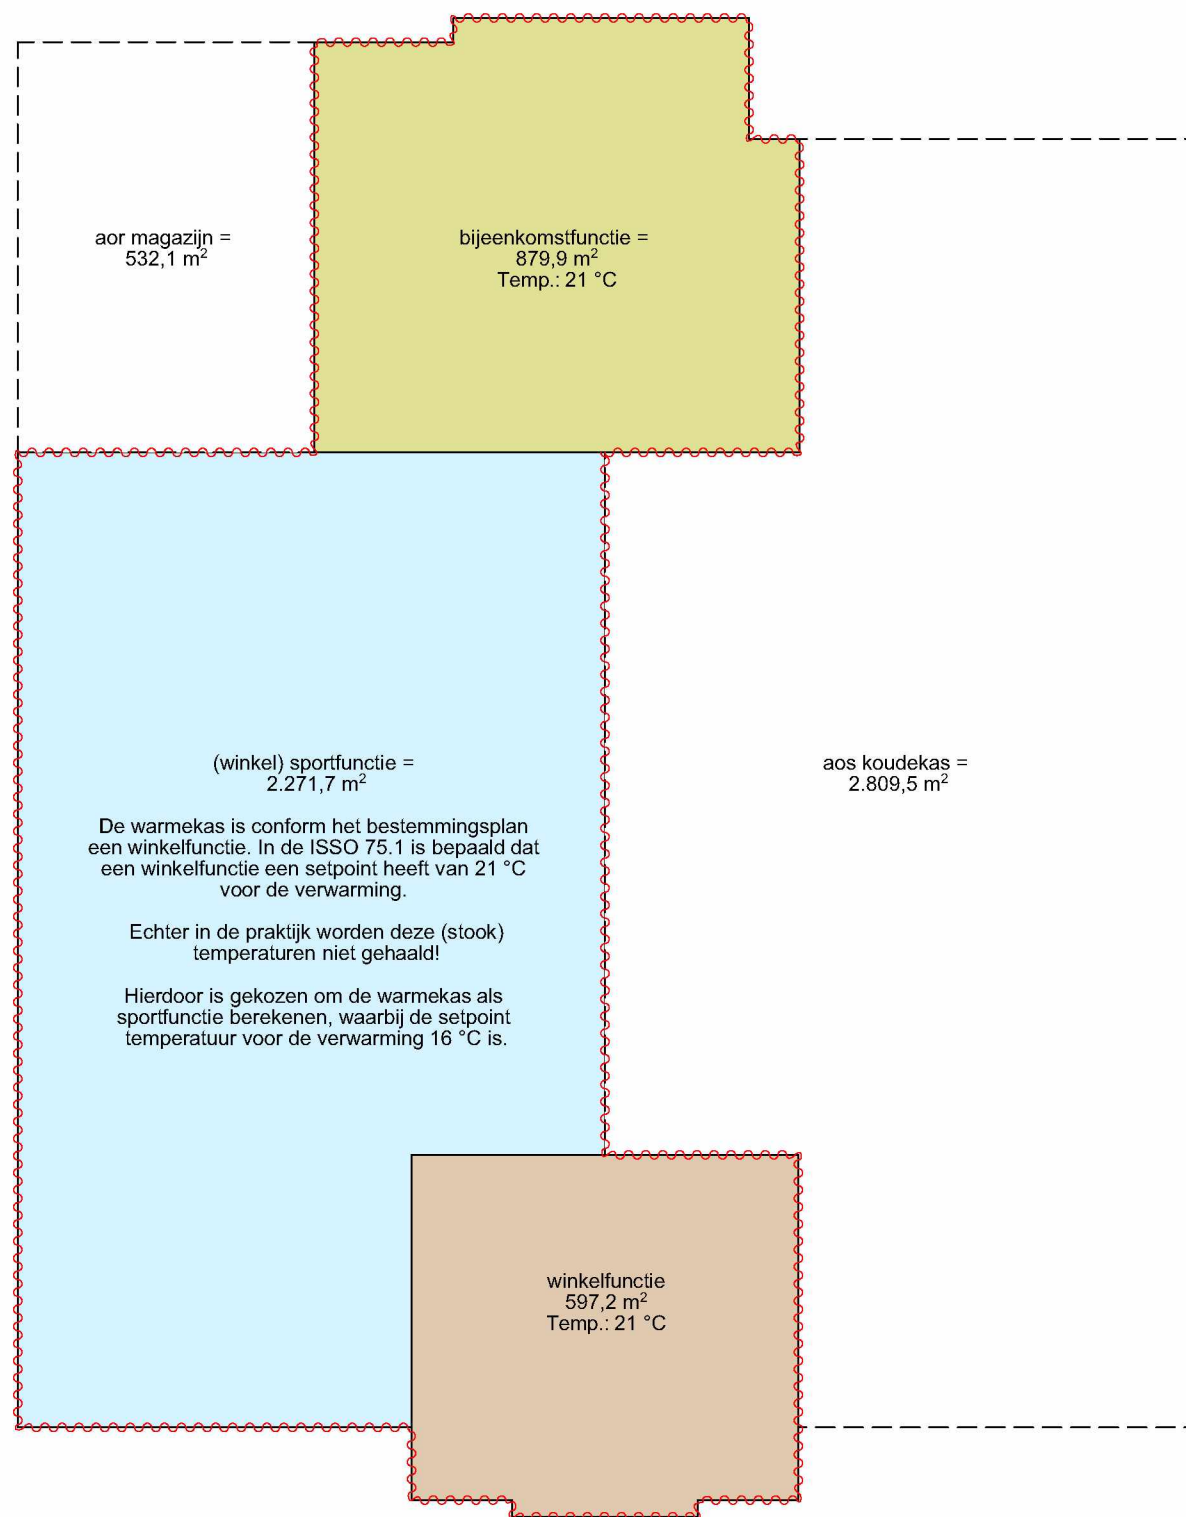 aor magazijn =
532,1 m²
bijeenkomstfunctie =
879,9 m²
Temp.: 21 °C
(winkel) sportfunctie =
2.271,7 m²
De warmekas is conform het bestemmingsplan
een winkelfunctie. In de ISSO 75.1 is bepaald dat
een winkelfunctie een setpoint heeft van 21 °C
voor de verwarming.
Echter in de praktijk worden deze (stook)
temperaturen niet gehaald!
Hierdoor is gekozen om de warmekas als
sportfunctie berekenen, waarbij de setpoint
temperatuur voor de verwarming 16 °C is.
aos koudekas =
2.809,5 m²
winkelfunctie
597,2 m²
Temp.: 21 °C